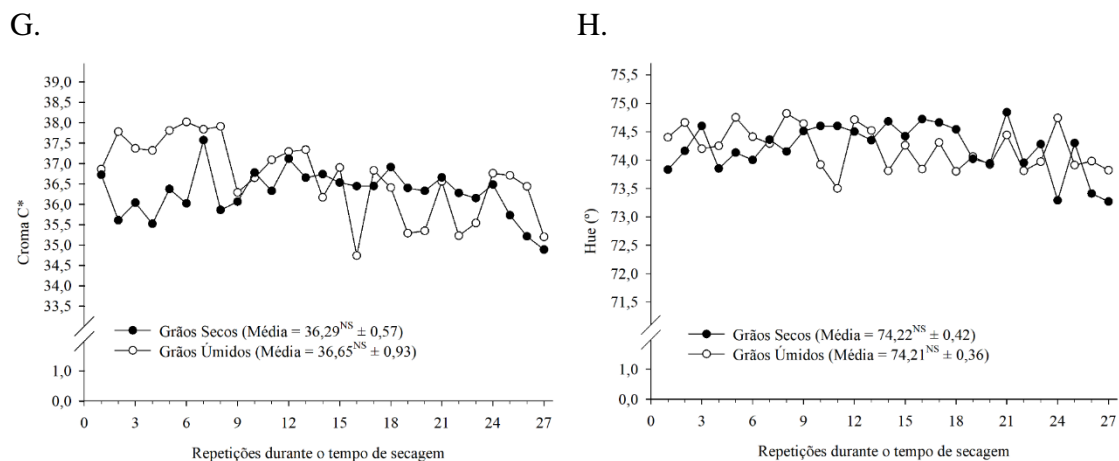 G.
39,0
38,5
38,0
37,5
37,0
36,5
36,0
35,5
35,0
34,5
34,0
33,5
1,0
0,0
Croma C*
Grãos Secos (Média = 36,29NS ± 0,57)
Grãos Úmidos (Média = 36,65NS ± 0,93)
0 3 6 9 12 15 18 21 24 27
Repetições durante o tempo de secagem
H.
75,5
75,0
74,5
74,0
73,5
73,0
72,5
72,0
71,5
1,0
0,0
Hue (°)
Grãos Secos (Média = 74,22NS ± 0,42)
Grãos Úmidos (Média = 74,21NS ± 0,36)
0 3 6 9 12 15 18 21 24 27
Repetições durante o tempo de secagem